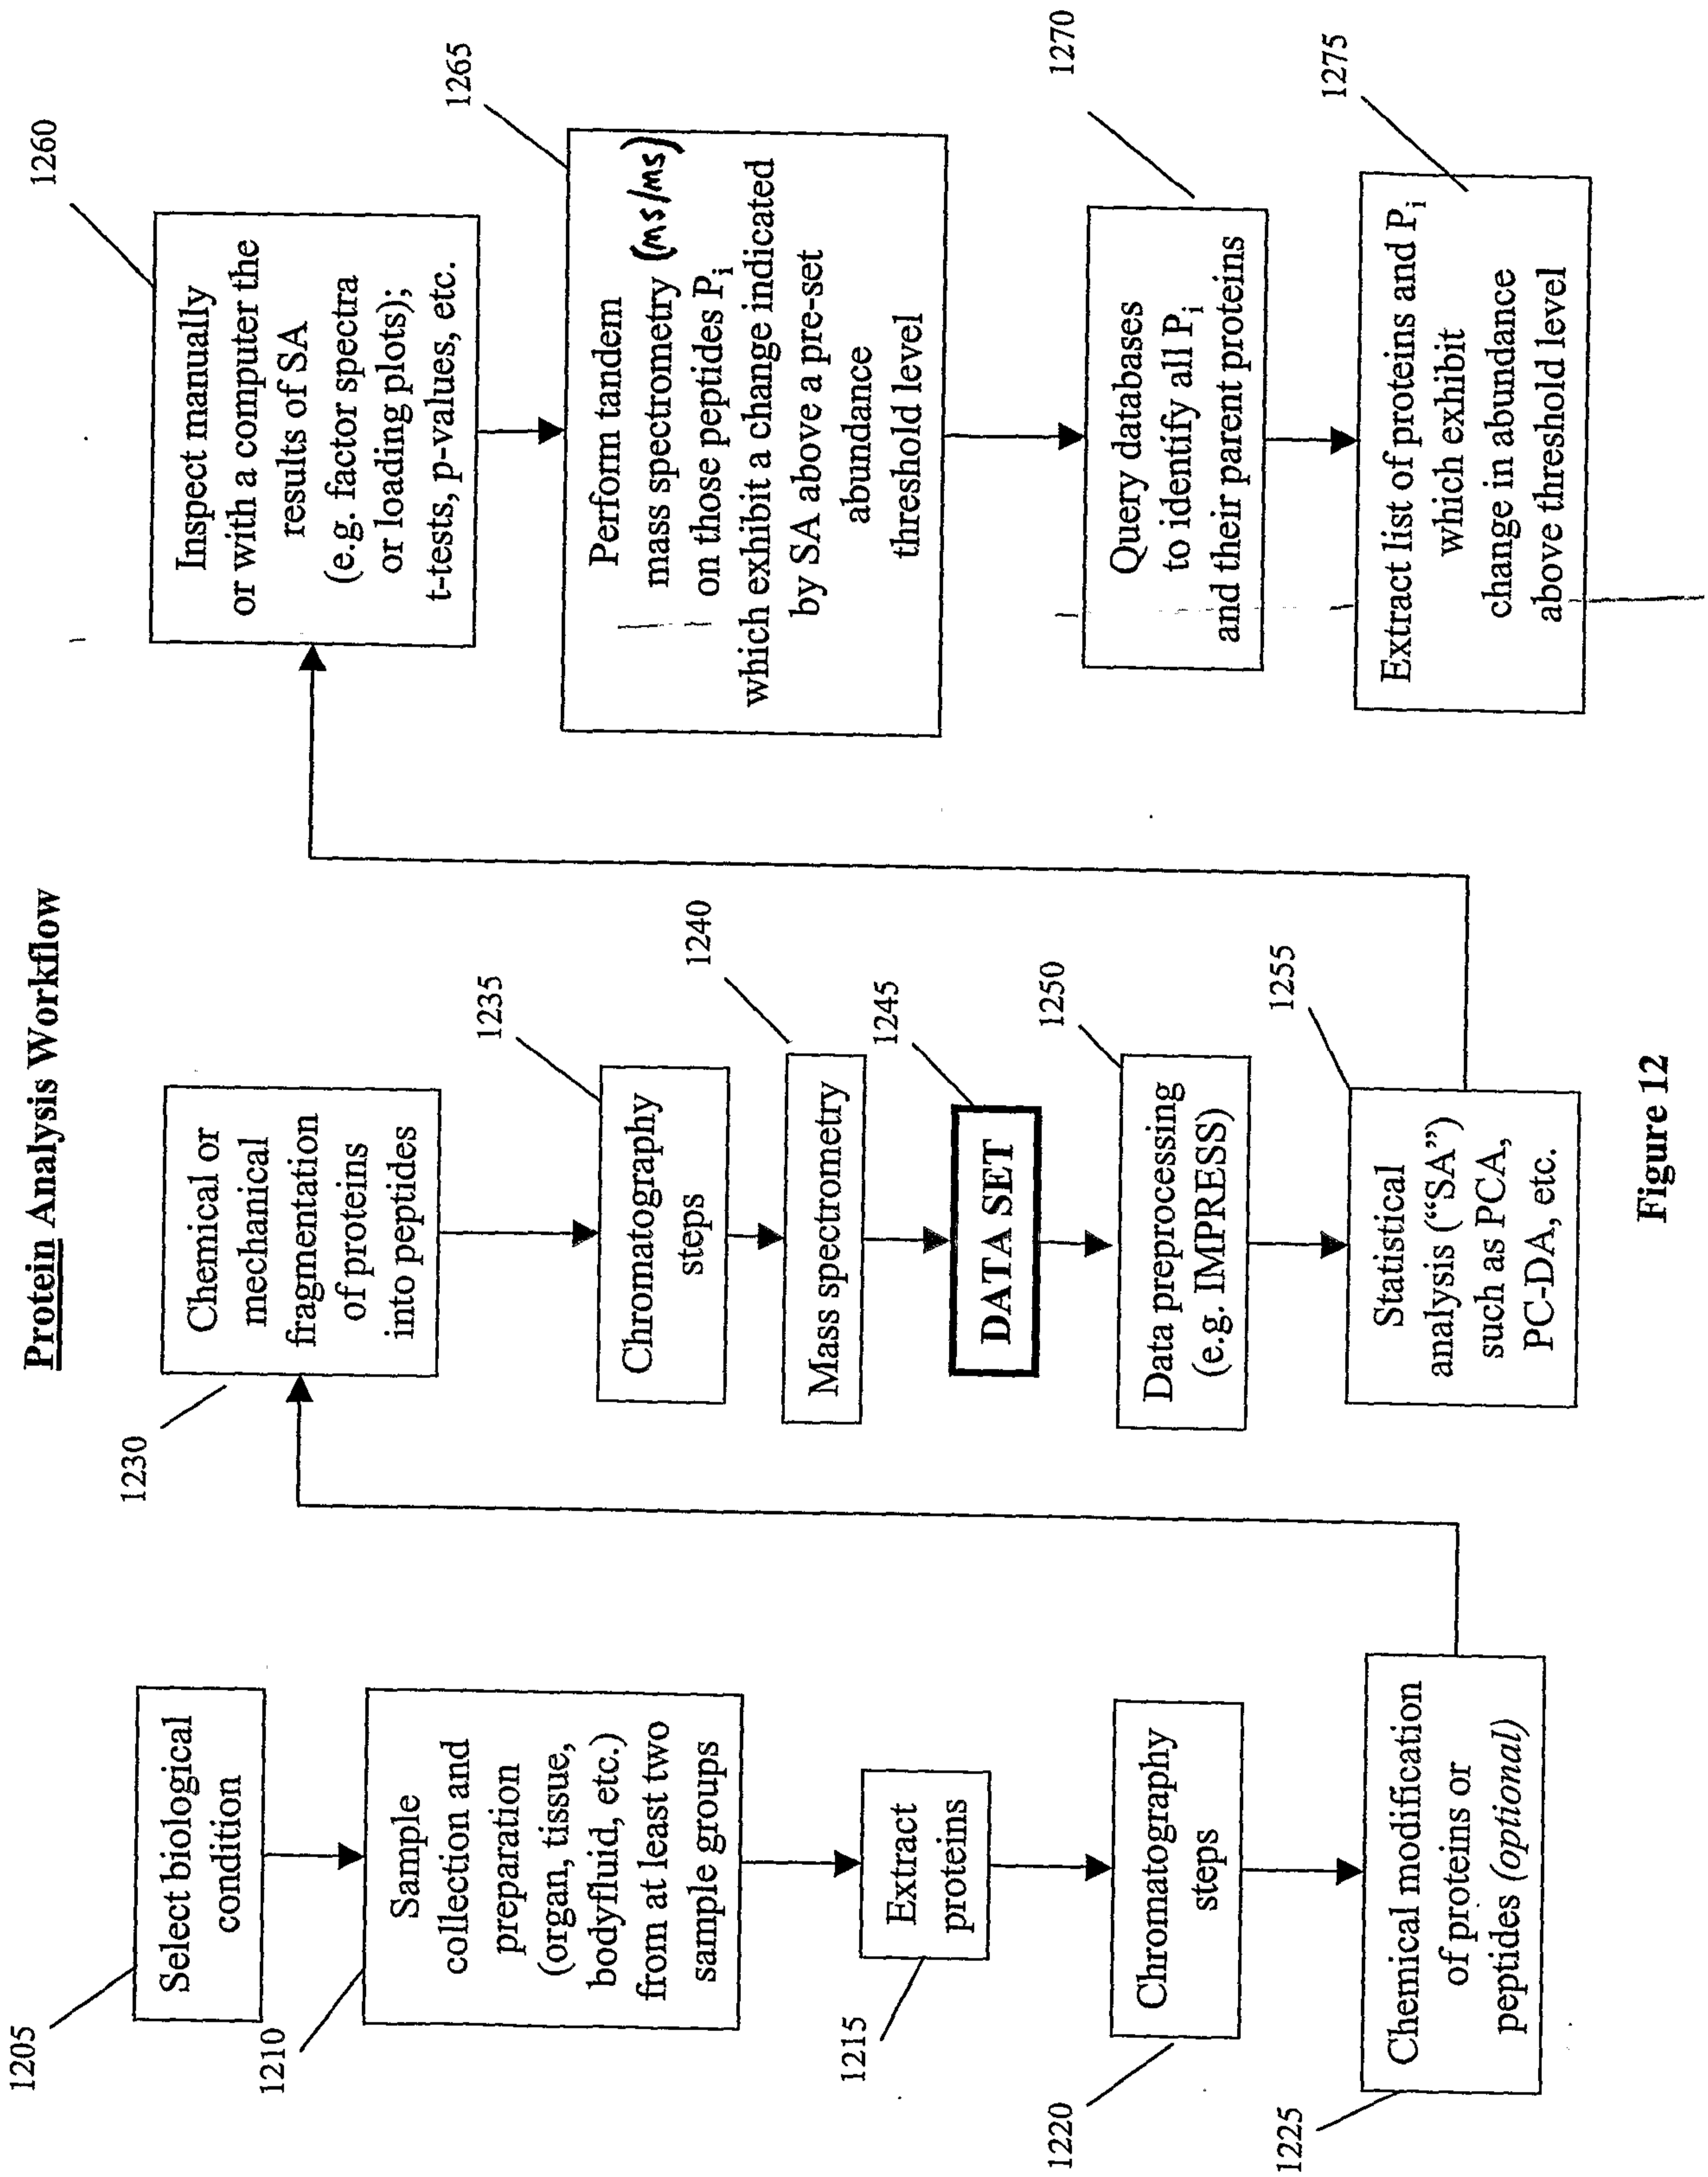 Protein Analysis Workflow
1205
Select biological
condition
1210
Sample
collection and
preparation
(organ, tissue,
bodyfluid, etc.)
from at least two
sample groups
1215
Extract
proteins
1220
Chromatography
steps
1225
Chemical modification
of proteins or
peptides (optional)
1230
Chemical or
mechanicl
fragmentation
of proteins
into peptides
1235
Chromatography
steps
1240
Mass spectrometry
1245
DATA SET
1250
Data preprocessing
(e.g. IMPRESS)
1255
Statistical
analysis (“SA”)
such as PCA,
PC-DA, etc.
1260
Inspect manually
or with a computer the
results of SA
(e.g. factor spectra
or loading plots);
t-tests, p-values, etc.
1265
Perform tandem
mass spectrometry (ms/ms)
on those peptides Pi
which exhibit a change indicated
by SA above a pre-set
abundance
threshold level
1270
Query databases
to identify all Pi
and their parent proteins
1275
Extract list of proteins and Pi
which exhibit
change in abundance
above threshold level
Figure 12